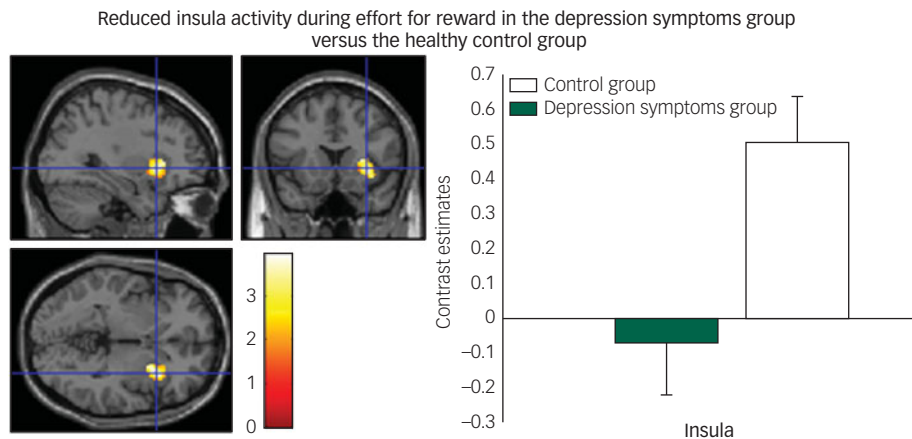 Reduced insula activity during effort for reward in the depression symptoms group
versus the healthy control group
3
2
1
0
Contrast estimates
0.7
0.6
0.5
0.4
0.3
0.2
0.1
0
−0.1
−0.2
−0.3
Control group
Depression symptoms group
Insula